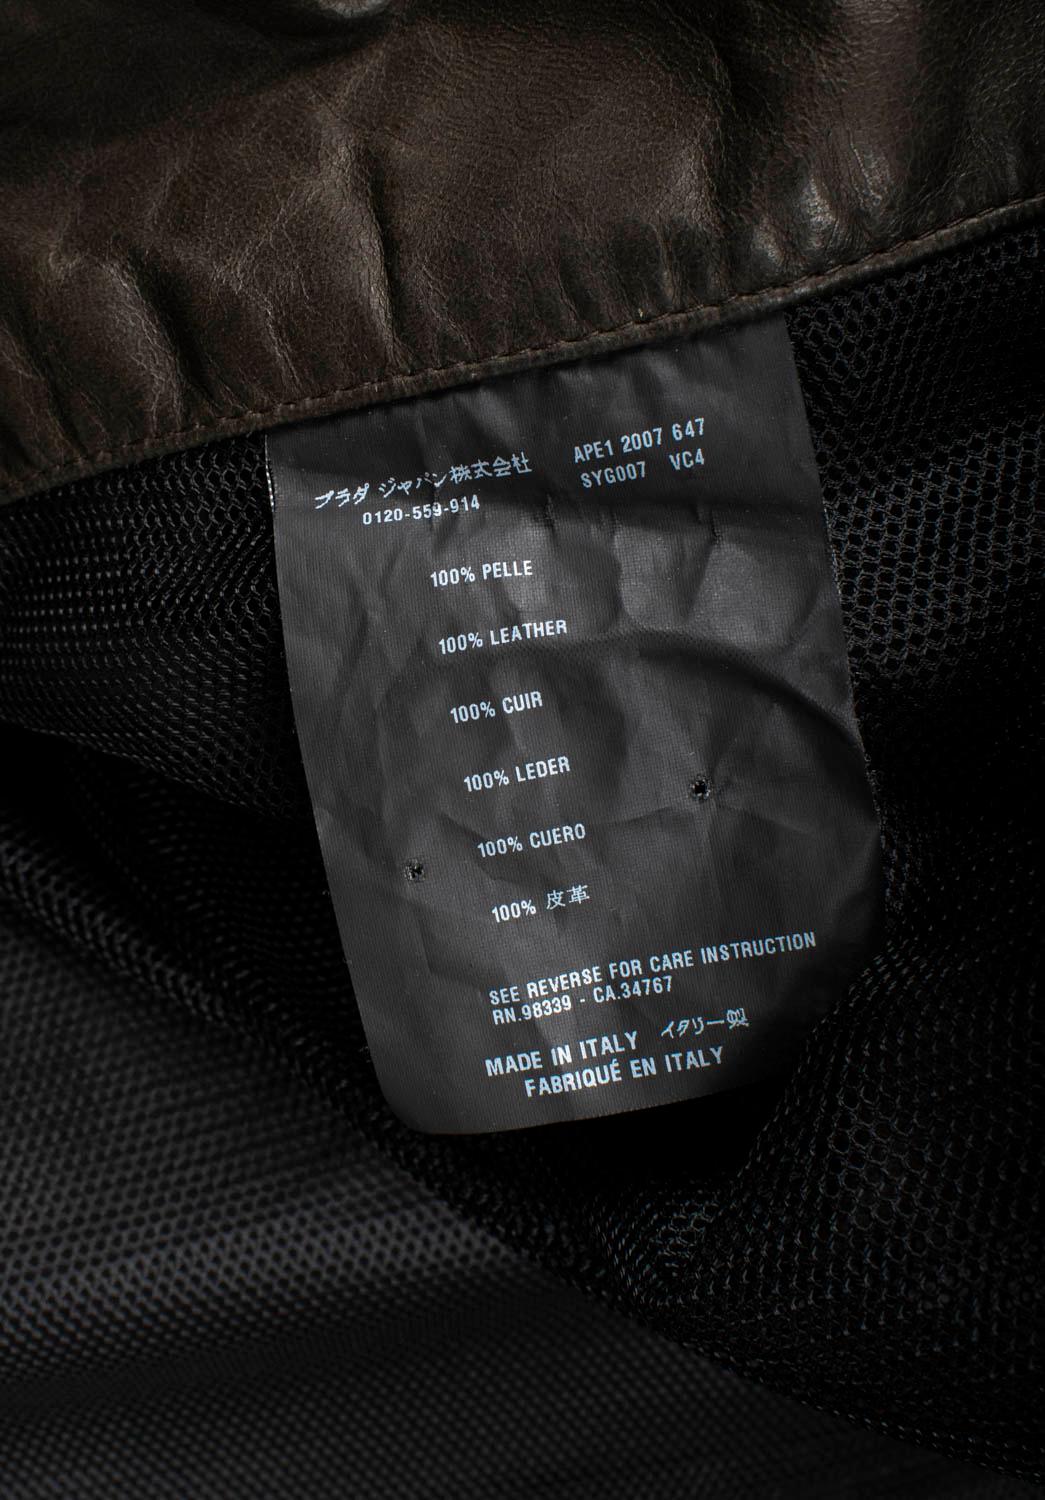 プラダ ジャパン株式会社
0120-559-914
APE1 2007 647
SYG007 VC4
100% PELLE
100% LEATHER
100% CUIR
100% LEDER
100% CUERO
100% 皮革
SEE REVERSE FOR CARE INSTRUCTION
RN.98339 - CA.34767
MADE IN ITALY イタリー製
FABRIQUÉ EN ITALY